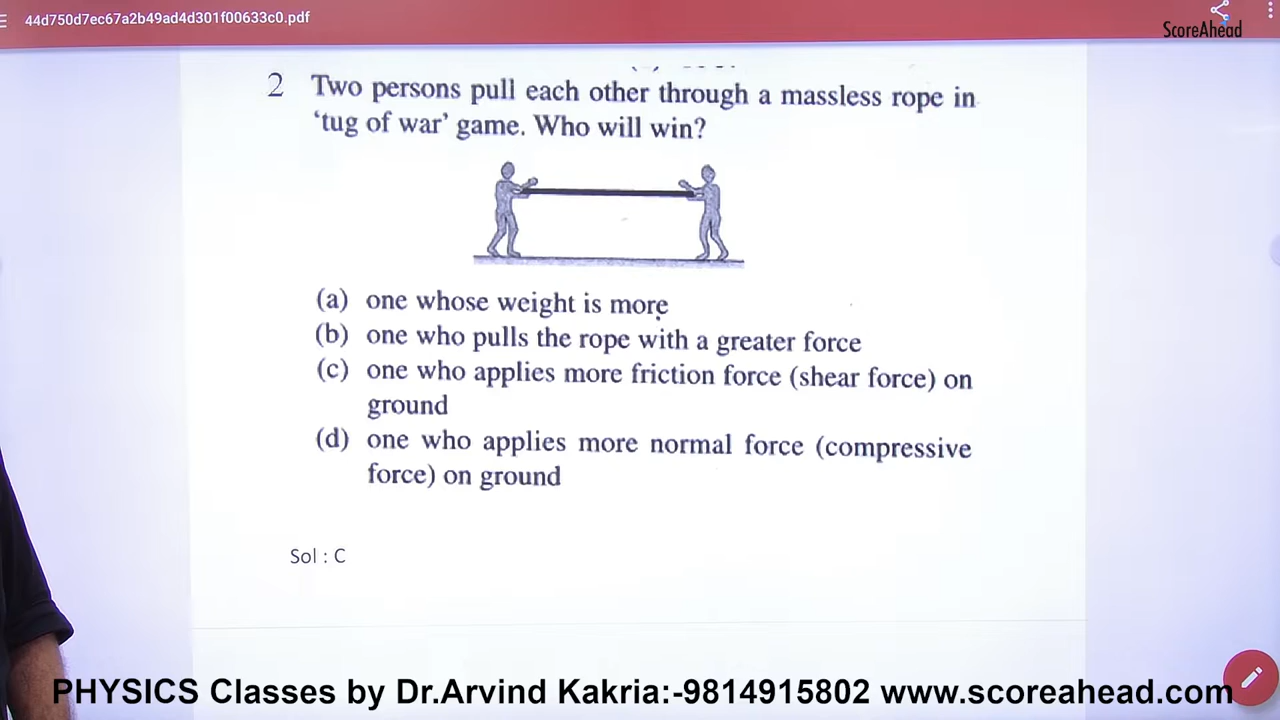 44d750d7ec67a2b49ad4d301f00633c0.pdf
ScoreAhead
2 Two persons pull each other through a massless rope in
‘tug of war’ game. Who will win?
(a) one whose weight is more
(b) one who pulls the rope with a greater force
(c) one who applies more friction force (shear force) on
ground
(d) one who applies more normal force (compressive
force) on ground
Sol : C
PHYSICS Classes by Dr.Arvind Kakria:-9814915802 www.scoreahead.com